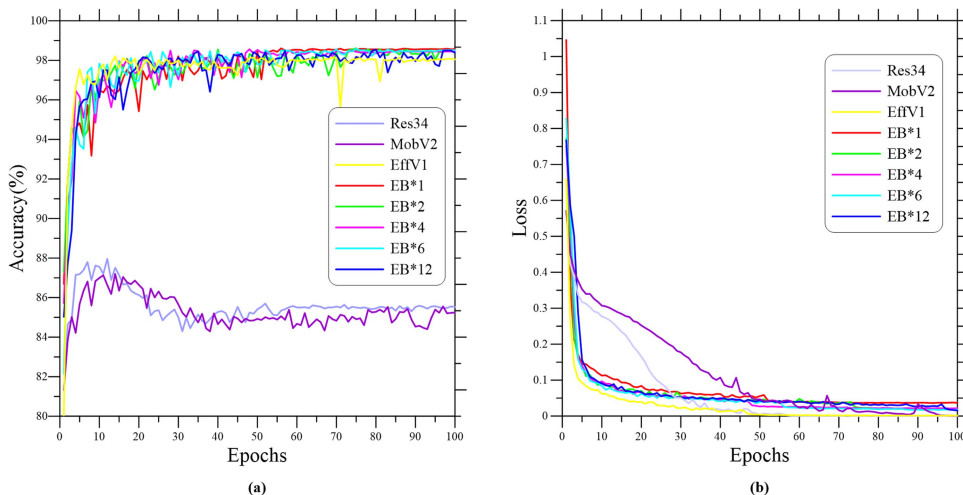 100
98
96
94
92
90
88
86
84
82
80
Accuracy(%)
Res34
MobV2
EffV1
EB*1
EB*2
EB*4
EB*6
EB*12
0 10 20 30 40 50 60 70 80 90 100
Epochs
(a)
1.1
1
0.9
0.8
0.7
0.6
0.5
0.4
0.3
0.2
0.1
0
Loss
Res34
MobV2
EffV1
EB*1
EB*2
EB*4
EB*6
EB*12
0 10 20 30 40 50 60 70 80 90 100
Epochs
(b)